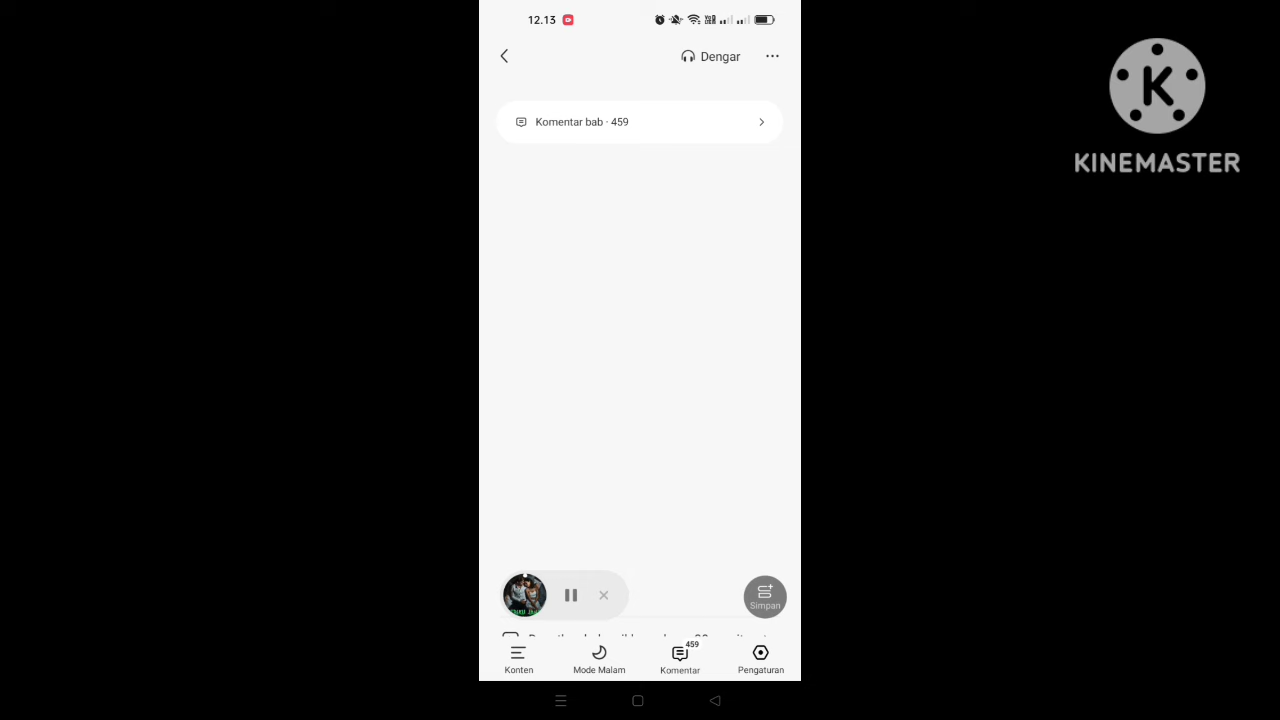 12.13
Dengar
Komentar bab · 459
K
KINEMASTER
Simpan
459
Konten
Mode Malam
Komentar
Pengaturan